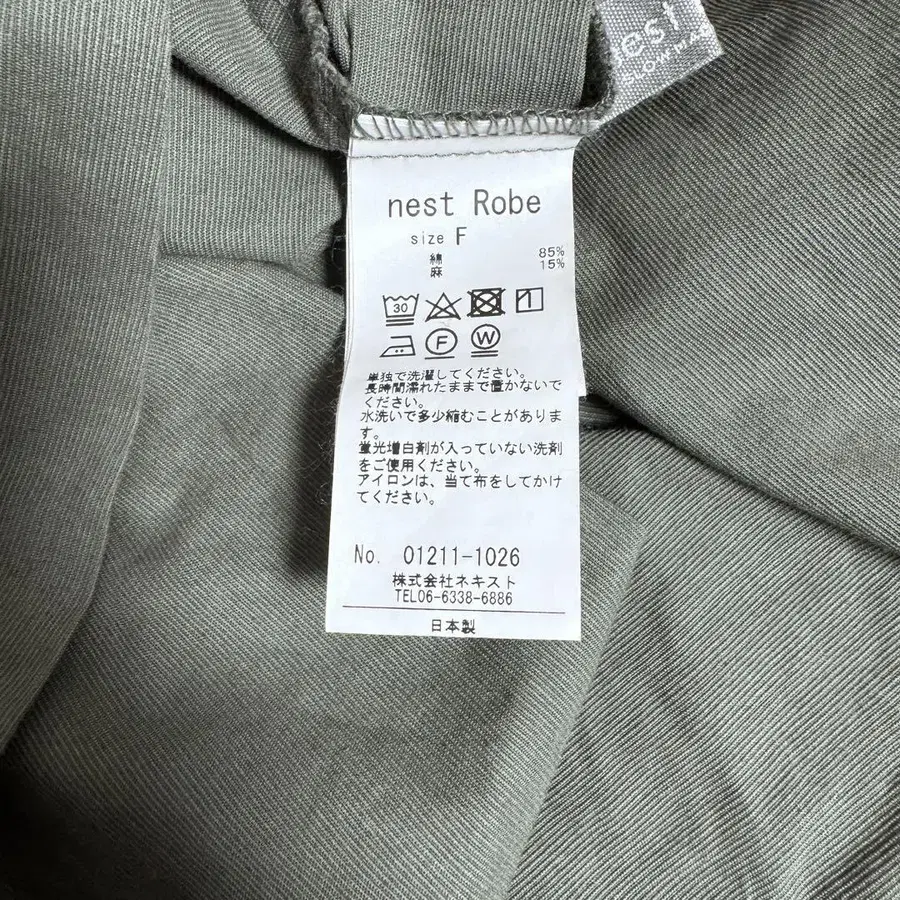 nest
SLOW MA
nest Robe
size F
綿 85%
麻 15%
30
F
W
単独で洗濯してください。
長時間濡れたままで置かないで
ください。
水洗いで多少縮むことがありま
す。
蛍光増白剤が入っていない洗剤
をご使用ください。
アイロンは、当て布をしてかけ
てください。
No. 01211-1026
株式会社ネキスト
TEL06-6338-6886
日本製